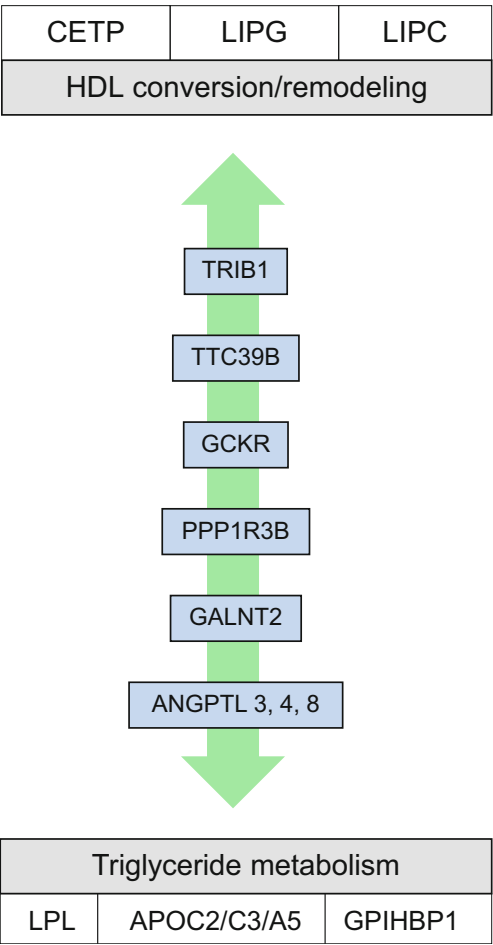 CETP LIPG LIPC
HDL conversion/remodeling
TRIB1
TTC39B
GCKR
PPP1R3B
GALNT2
ANGPTL 3, 4, 8
Triglyceride metabolism
LPL APOC2/C3/A5 GPIHBP1